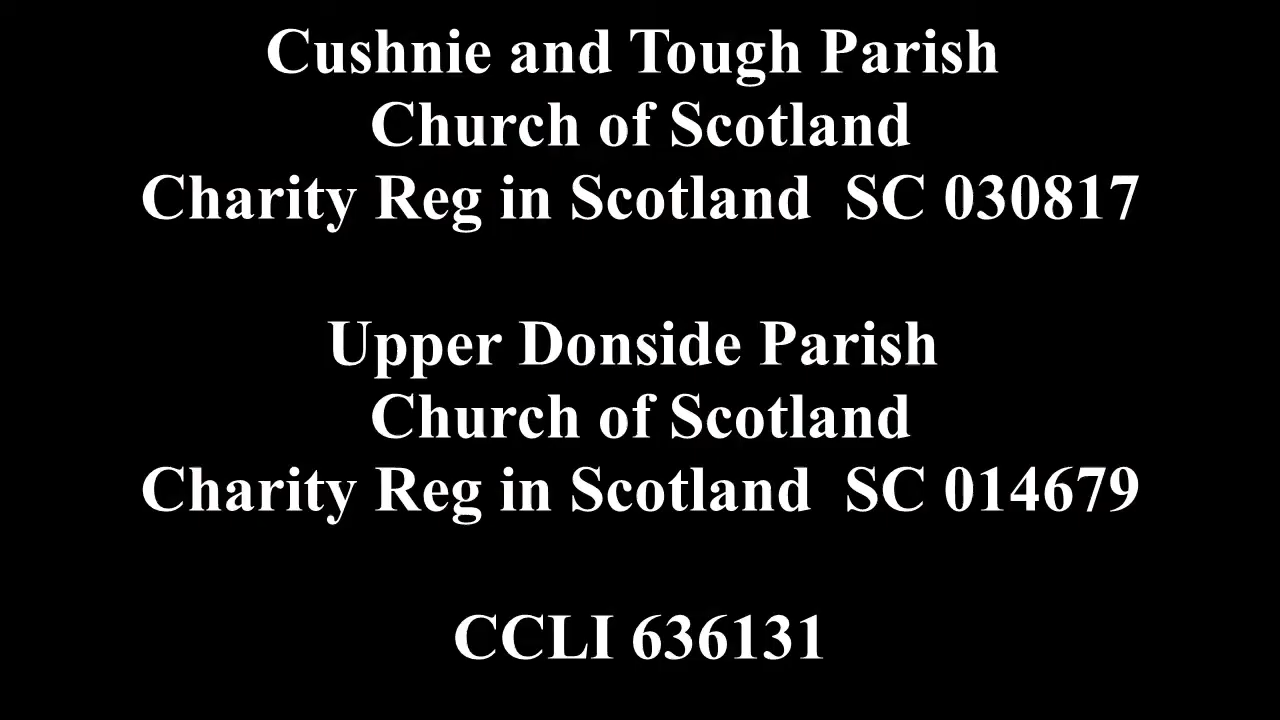 Cushnie and Tough Parish
Church of Scotland
Charity Reg in Scotland  SC 030817
Upper Donside Parish
Church of Scotland
Charity Reg in Scotland  SC 014679
CCLI 636131